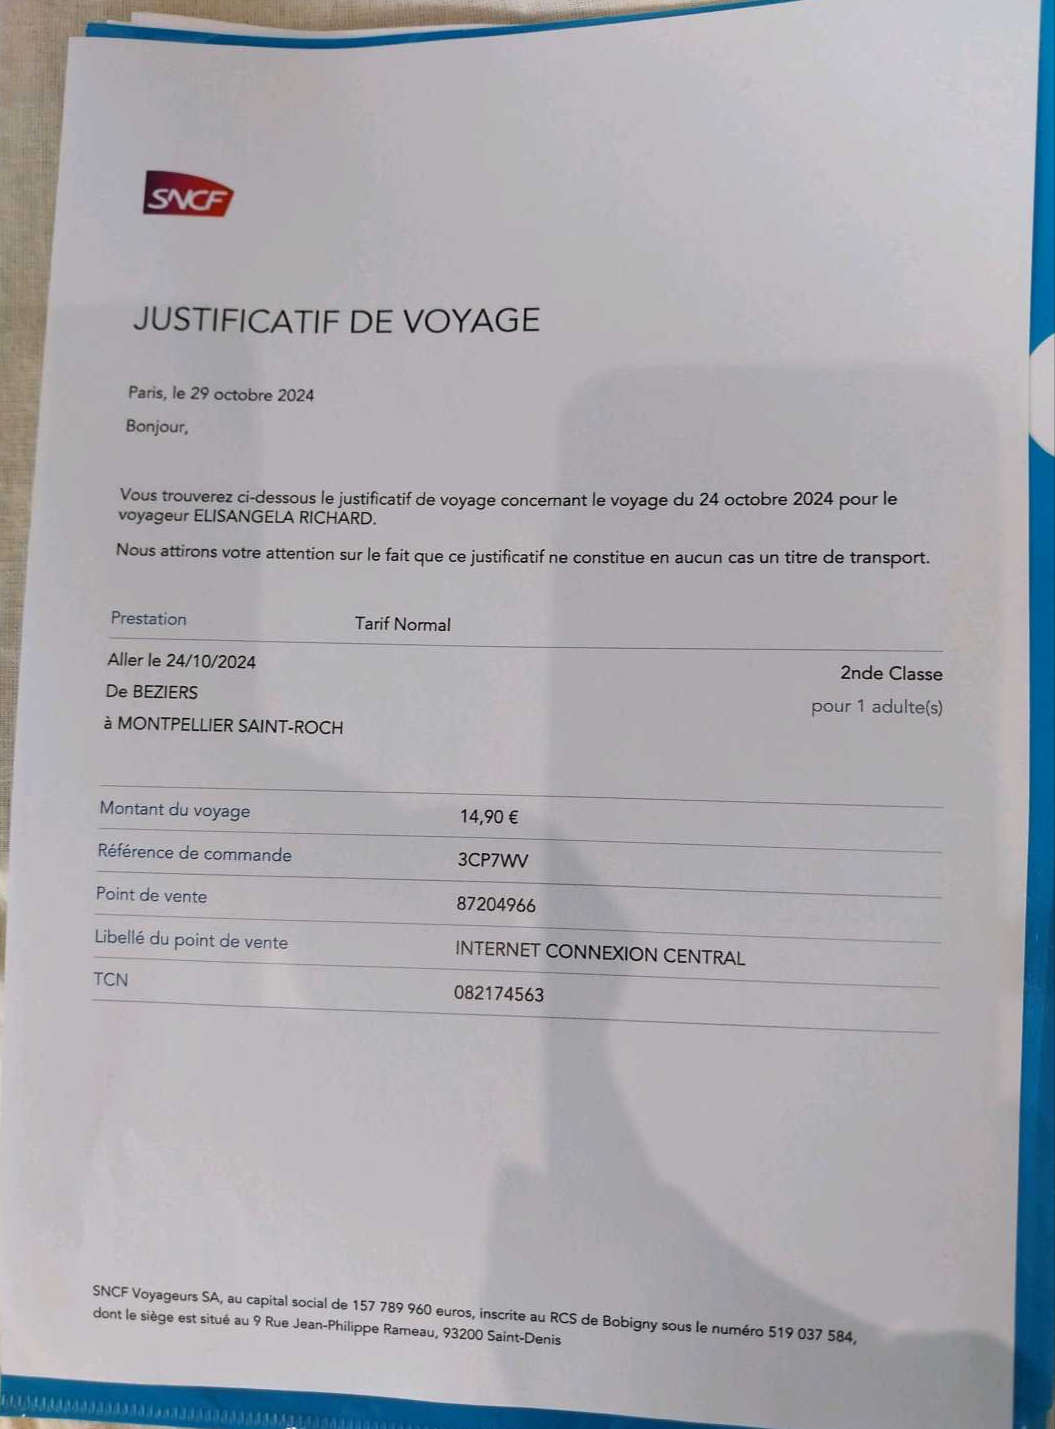 SNCF
JUSTIFICATIF DE VOYAGE
Paris, le 29 octobre 2024
Bonjour,
Vous trouverez ci-dessous le justificatif de voyage concernant le voyage du 24 octobre 2024 pour le
voyageur ELISANGELA RICHARD.
Nous attirons votre attention sur le fait que ce justificatif ne constitue en aucun cas un titre de transport.
Prestation Tarif Normal
Aller le 24/10/2024 2nde Classe
De BEZIERS pour 1 adulte(s)
à MONTPELLIER SAINT-ROCH
Montant du voyage 14,90 €
Référence de commande 3CP7WV
Point de vente 87204966
Libellé du point de vente INTERNET CONNEXION CENTRAL
TCN 082174563
SNCF Voyageurs SA, au capital social de 157 789 960 euros, inscrite au RCS de Bobigny sous le numéro 519 037 584,
dont le siège est situé au 9 Rue Jean-Philippe Rameau, 93200 Saint-Denis